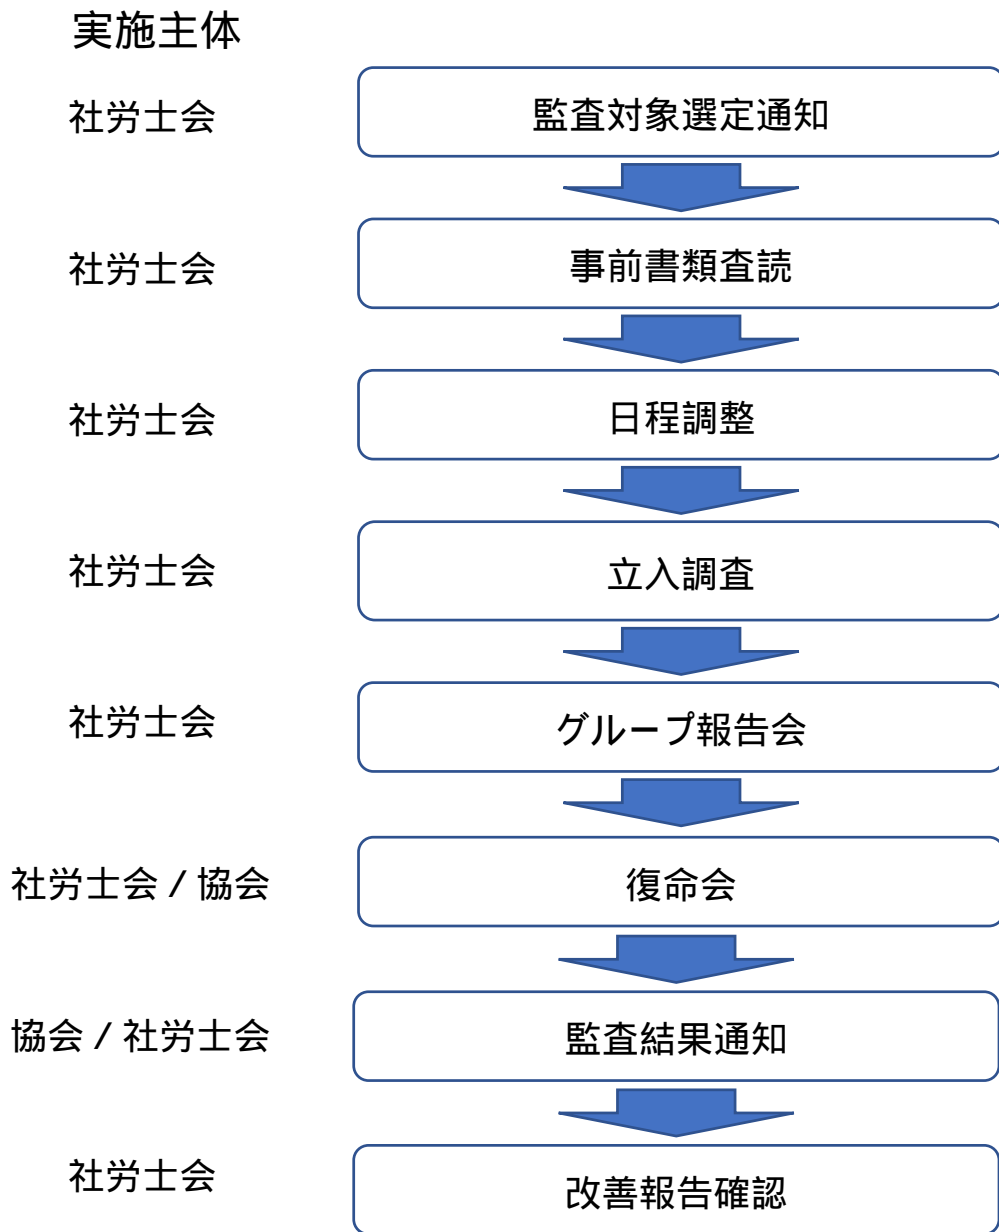 実施主体
社労士会 監査対象選定通知
社労士会 事前書類査読
社労士会 日程調整
社労士会 立入調査
社労士会 グループ報告会
社労士会 / 協会 復命会
協会 / 社労士会 監査結果通知
社労士会 改善報告確認